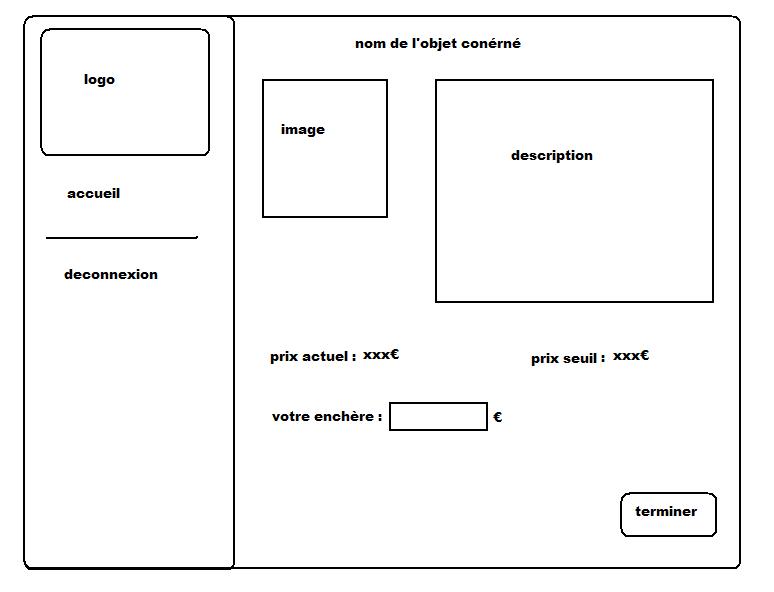 logo
accueil
deconnexion
nom de l'objet conérné
image
description
prix actuel : xxx€
prix seuil : xxx€
votre enchère : €
terminer